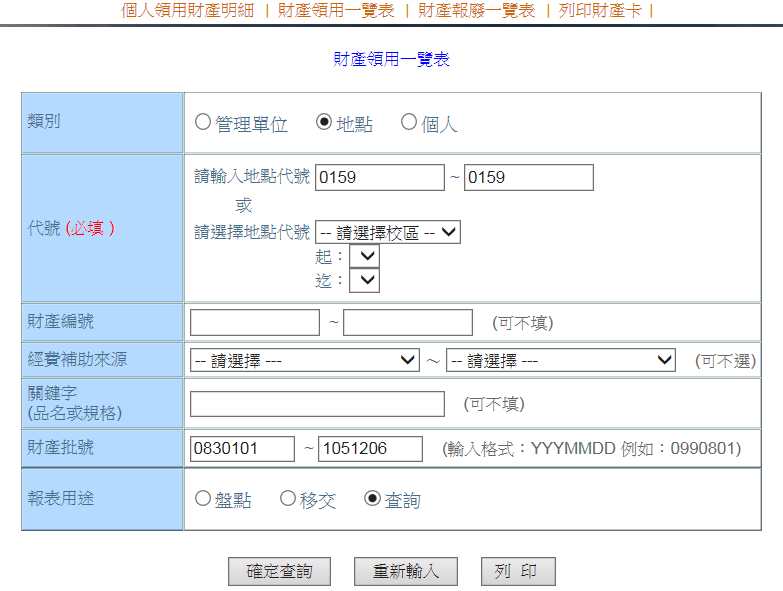 個人領用財產明細 | 財產領用一覽表 | 財產報廢一覽表 | 列印財產卡 |
財產領用一覽表
類別 管理單位 地點 個人
代號 (必填 )
請輸入地點代號 0159 ~ 0159
或
請選擇地點代號 -- 請選擇校區 --
起：
迄：
財產編號 ~ (可不填)
經費補助來源 -- 請選擇 --- ～ -- 請選擇 --- (可不選)
關鍵字
(品名或規格) (可不填)
財產批號 0830101 ~ 1051206 (輸入格式：YYYMMDD 例如：0990801)
報表用途 盤點 移交 查詢
確定查詢 重新輸入 列 印